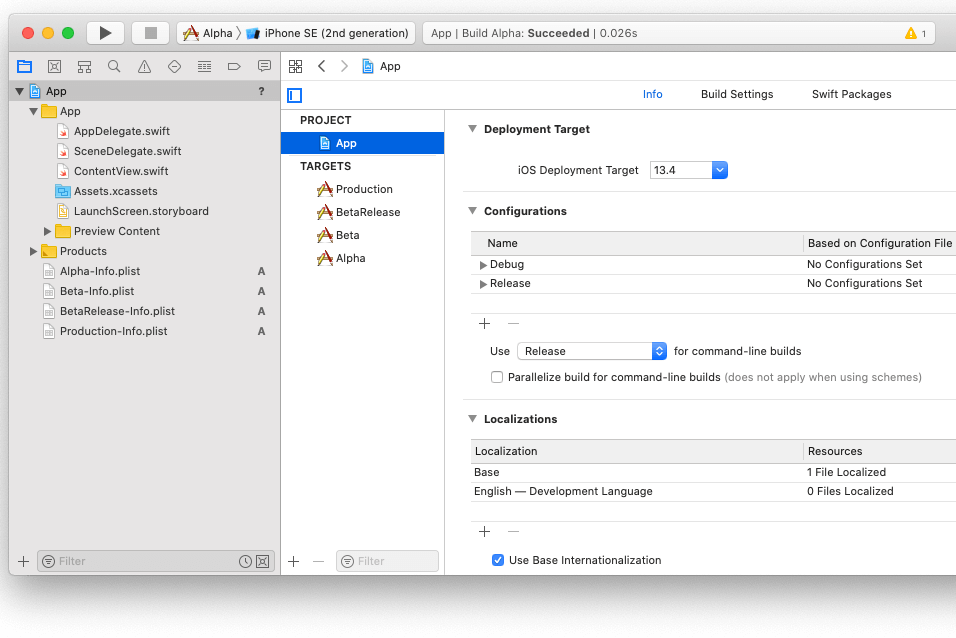 Alpha 〉 iPhone SE (2nd generation)
App | Build Alpha: Succeeded | 0.026s
1
App
?
App
AppDelegate.swift
SceneDelegate.swift
ContentView.swift
Assets.xcassets
LaunchScreen.storyboard
Preview Content
Products
Alpha-Info.plist A
Beta-Info.plist A
BetaRelease-Info.plist A
Production-Info.plist A
Filter
App
Info Build Settings Swift Packages
PROJECT
App
TARGETS
Production
BetaRelease
Beta
Alpha
Filter
Deployment Target
iOS Deployment Target 13.4
Configurations
Name Based on Configuration File
Debug No Configurations Set
Release No Configurations Set
Use Release for command-line builds
Parallelize build for command-line builds (does not apply when using schemes)
Localizations
Localization Resources
Base 1 File Localized
English — Development Language 0 Files Localized
Use Base Internationalization